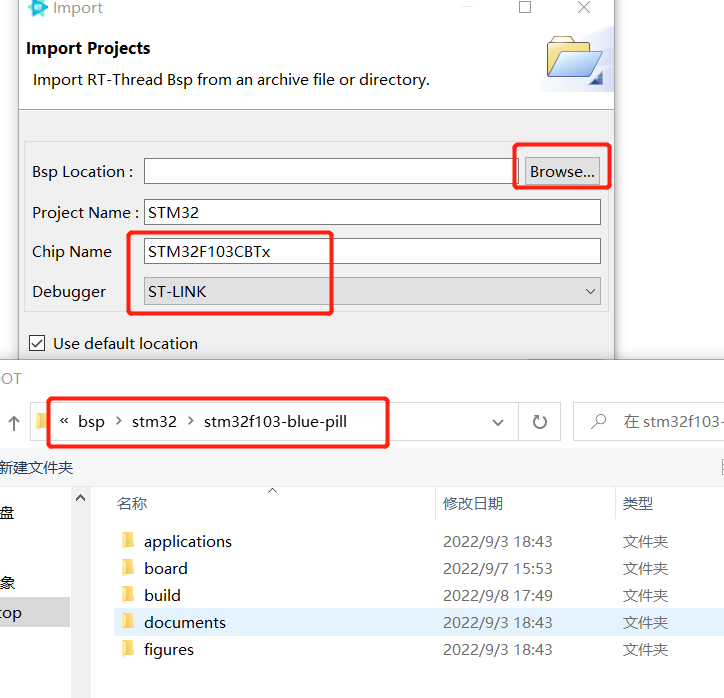 Import
Import Projects
Import RT-Thread Bsp from an archive file or directory.
Bsp Location :
Browse...
Project Name : STM32
Chip Name STM32F103CBTx
Debugger ST-LINK
Use default location
OT
« bsp > stm32 > stm32f103-blue-pill
在 stm32f103-
新建文件夹
名称 修改日期 类型
盘
applications 2022/9/3 18:43 文件夹
board 2022/9/7 15:53 文件夹
象
build 2022/9/8 17:49 文件夹
top
documents 2022/9/3 18:43 文件夹
figures 2022/9/3 18:43 文件夹